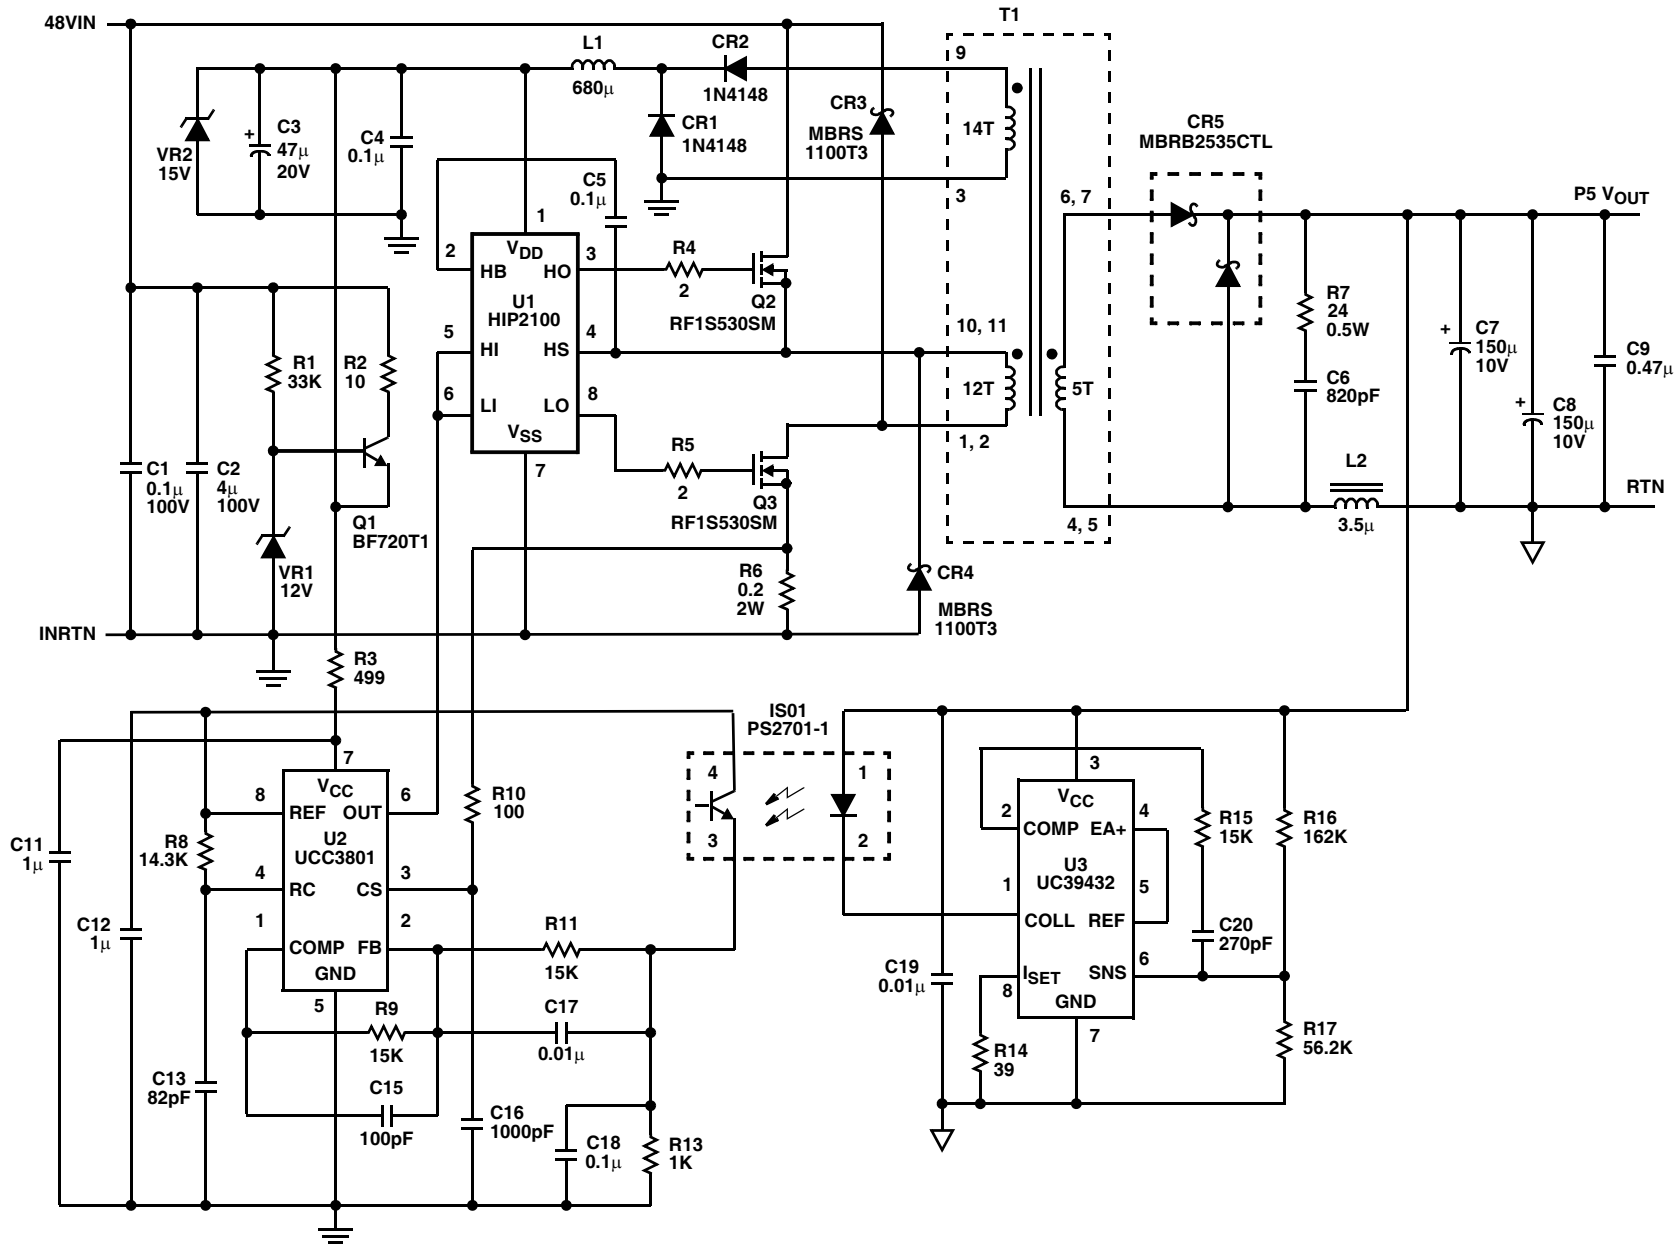 48VIN
T1
L1
680µ
CR2
1N4148
9
CR1
1N4148
CR3
MBRS
1100T3
14T
3
CR5
MBRB2535CTL
VR2
15V
+
C3
47µ
20V
C4
0.1µ
C5
0.1µ
6, 7
P5 VOUT
1
2
VDD
HB
HO
3
R4
2
Q2
RF1S530SM
U1
HIP2100
5
HI
HS
4
10, 11
6
LI
LO
8
VSS
7
12T
5T
1, 2
R7
24
0.5W
C6
820pF
+
C7
150µ
10V
+
C8
150µ
10V
C9
0.47µ
R1
33K
R2
10
C1
0.1µ
100V
C2
4µ
100V
R5
2
Q3
RF1S530SM
L2
3.5µ
RTN
4, 5
Q1
BF720T1
VR1
12V
R6
0.2
2W
CR4
MBRS
1100T3
INRTN
R3
499
IS01
PS2701-1
7
VCC
8
REF
OUT
6
U2
UCC3801
4
RC
CS
3
1
2
COMP
FB
GND
5
R8
14.3K
C11
1µ
C12
1µ
R10
100
4
3
1
2
3
VCC
2
COMP
EA+
4
U3
UC39432
1
5
COLL
REF
ISET
SNS
6
8
GND
7
R15
15K
R16
162K
C20
270pF
C19
0.01µ
R14
39
R17
56.2K
R11
15K
R9
15K
C17
0.01µ
C13
82pF
C15
100pF
C16
1000pF
C18
0.1µ
R13
1K